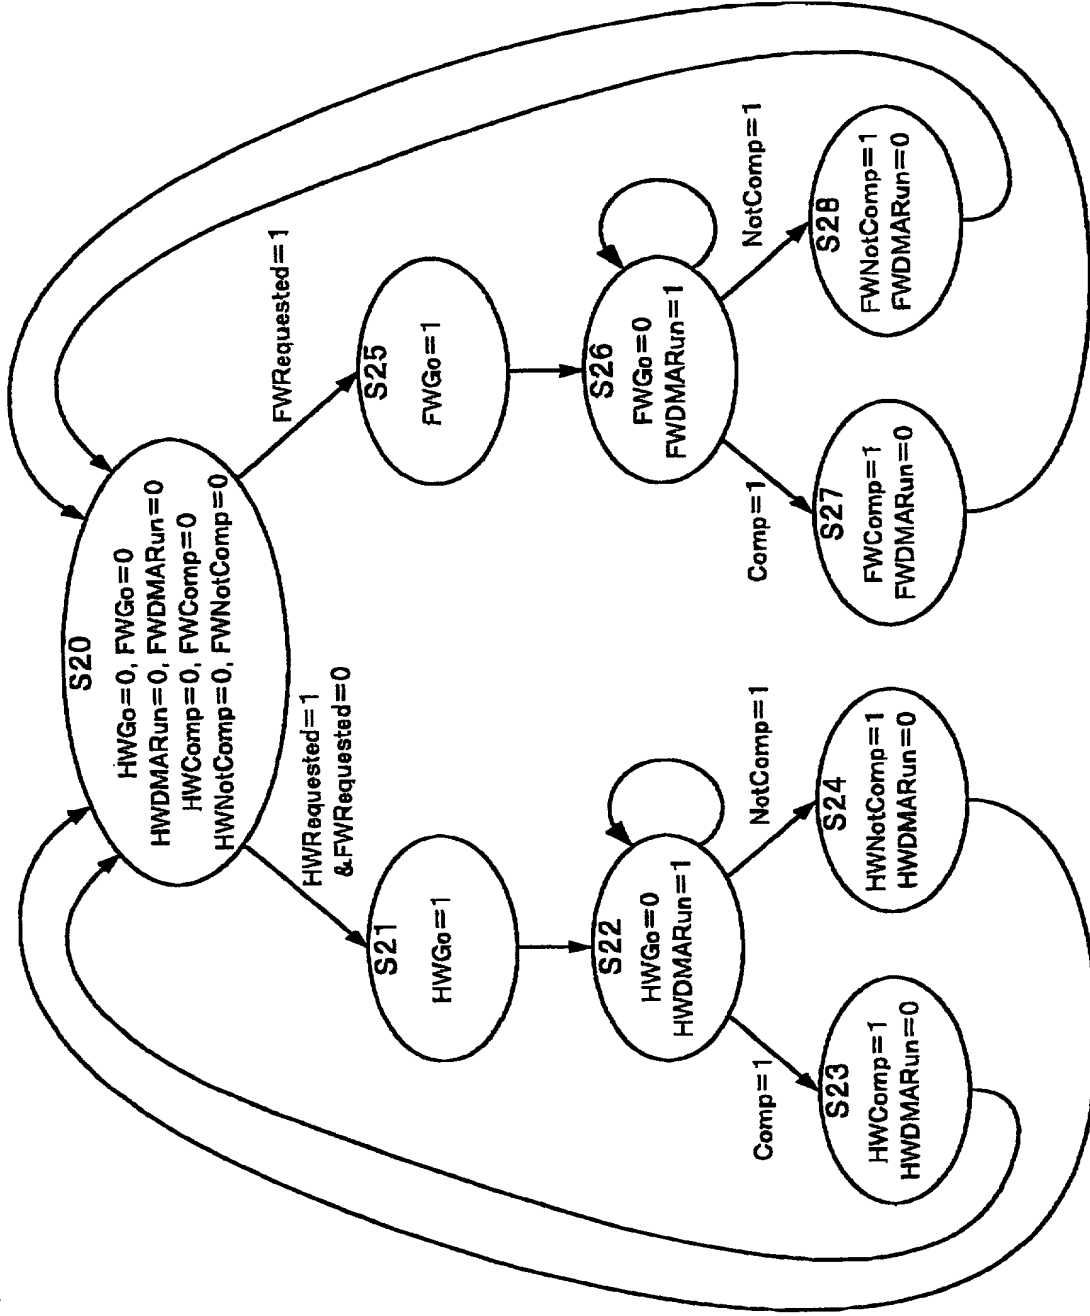 S20
HWGo=0, FWGo=0
HWDMARun=0, FWDMARun=0
HWComp=0, FWComp=0
HWNotComp=0, FWNotComp=0
HWRequested=1
&FWRequested=0
FWRequested=1
S21
HWGo=1
S25
FWGo=1
S22
HWGo=0
HWDMARun=1
S26
FWGo=0
FWDMARun=1
Comp=1
NotComp=1
Comp=1
NotComp=1
S23
HWComp=1
HWDMARun=0
S24
HWNotComp=1
HWDMARun=0
S27
FWComp=1
FWDMARun=0
S28
FWNotComp=1
FWDMARun=0